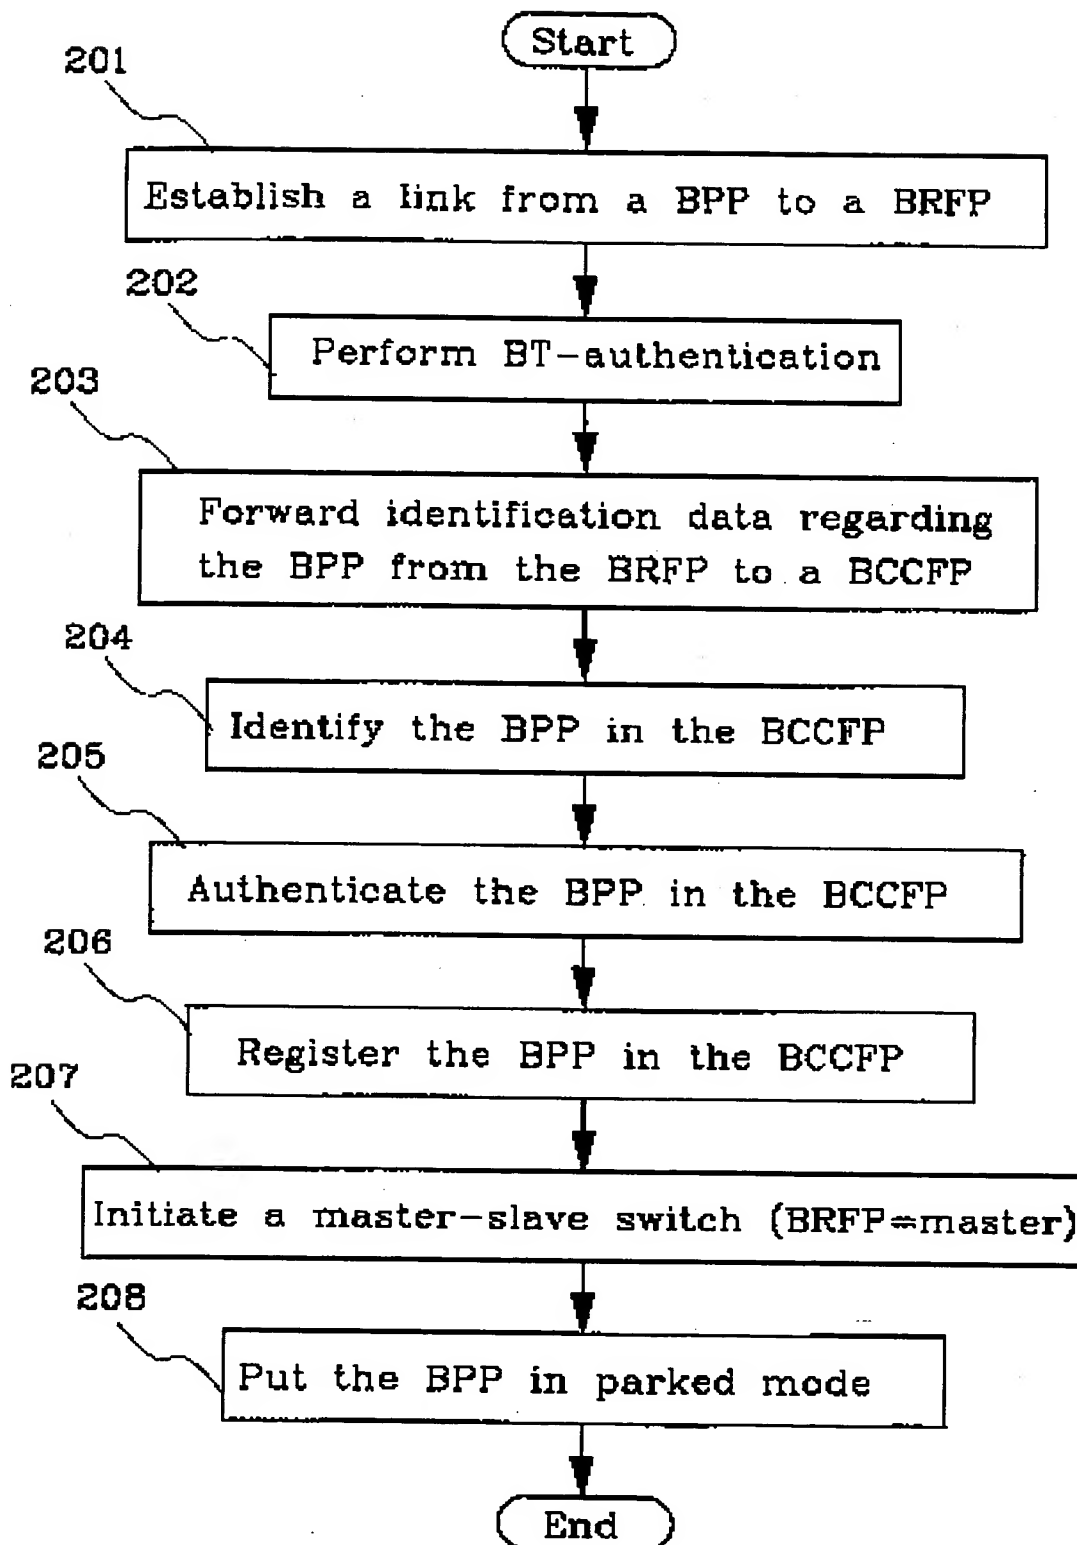 Start
201
Establish a link from a BPP to a BRFP
202
Perform BT-authentication
203
Forward identification data regarding
the BPP from the BRFP to a BCCFP
204
Identify the BPP in the BCCFP
205
Authenticate the BPP in the BCCFP
206
Register the BPP in the BCCFP
207
Initiate a master-slave switch (BRFP=master)
208
Put the BPP in parked mode
End